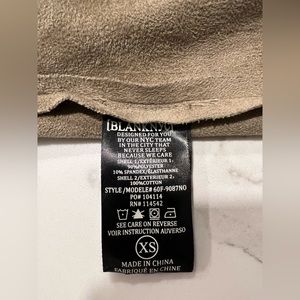 [BLANKNYC]
DESIGNED FOR YOU
BY OUR NYC TEAM
IN THE CITY THAT
NEVER SLEEPS
BECAUSE WE CARE
SHELL 1/EXTERIEUR 1.
90%POLYESTER
10% SPANDEX/ELASTHANNE
SHELL 2/EXTERIEUR 2.
100%COTTON
STYLE/MODELE# 60F-9087NO
PO# 104114
RN# 114542
SEE CARE ON REVERSE
VOIR INSTRUCTION AUVERSO
XS
MADE IN CHINA
FABRIQUÉ EN CHINE